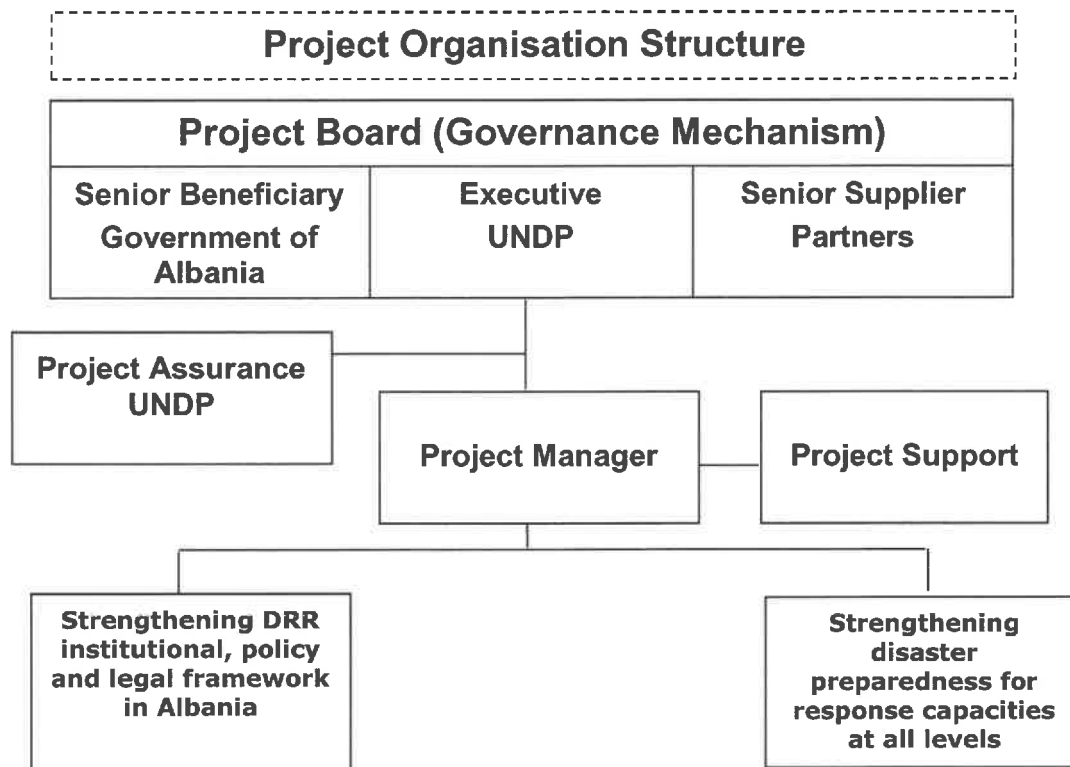 Project Organisation Structure
Project Board (Governance Mechanism)
Senior Beneficiary
Government of
Albania
Executive
UNDP
Senior Supplier
Partners
Project Assurance
UNDP
Project Manager
Project Support
Strengthening DRR
institutional, policy
and legal framework
in Albania
Strengthening
disaster
preparedness for
response capacities
at all levels